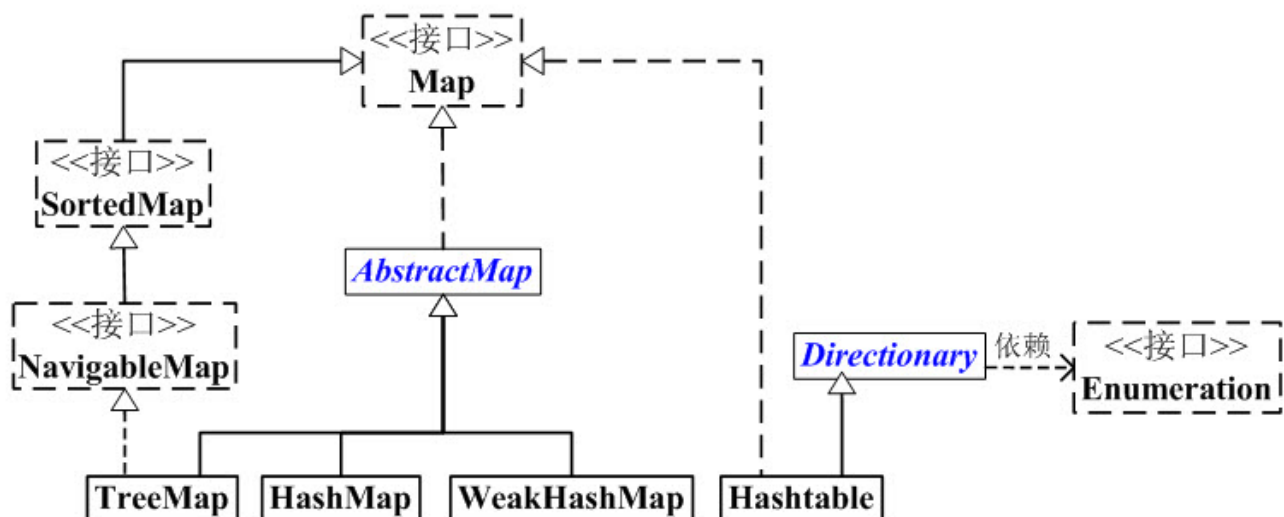 <<接口>>
Map
<<接口>>
SortedMap
AbstractMap
<<接口>>
NavigableMap
Directionary
依赖
<<接口>>
Enumeration
TreeMap
HashMap
WeakHashMap
Hashtable